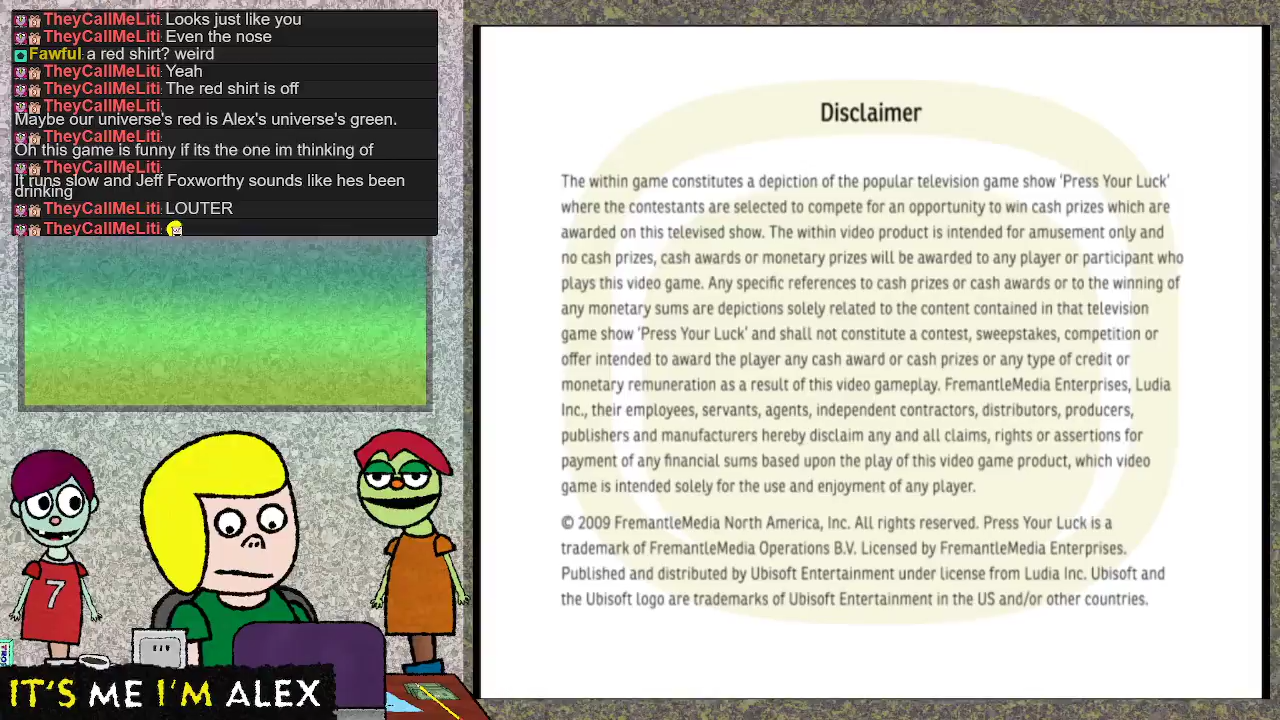 TheyCallMeLiti: Looks just like you
TheyCallMeLiti: Even the nose
Fawful: a red shirt? weird
TheyCallMeLiti: Yeah
TheyCallMeLiti: The red shirt is off
TheyCallMeLiti:
Maybe our universe's red is Alex's universe's green.
TheyCallMeLiti:
Oh this game is funny if its the one im thinking of
TheyCallMeLiti:
It runs slow and Jeff Foxworthy sounds like hes been
drinking
TheyCallMeLiti: LOUTER
TheyCallMeLiti:
7
IT'S ME I'M ALEX
Disclaimer
The within game constitutes a depiction of the popular television game show 'Press Your Luck'
where the contestants are selected to compete for an opportunity to win cash prizes which are
awarded on this televised show. The within video product is intended for amusement only and
no cash prizes, cash awards or monetary prizes will be awarded to any player or participant who
plays this video game. Any specific references to cash prizes or cash awards or to the winning of
any monetary sums are depictions solely related to the content contained in that television
game show 'Press Your Luck' and shall not constitute a contest, sweepstakes, competition or
offer intended to award the player any cash award or cash prizes or any type of credit or
monetary remuneration as a result of this video gameplay. FremantleMedia Enterprises, Ludia
Inc., their employees, servants, agents, independent contractors, distributors, producers,
publishers and manufacturers hereby disclaim any and all claims, rights or assertions for
payment of any financial sums based upon the play of this video game product, which video
game is intended solely for the use and enjoyment of any player.
© 2009 FremantleMedia North America, Inc. All rights reserved. Press Your Luck is a
trademark of FremantleMedia Operations B.V. Licensed by FremantleMedia Enterprises.
Published and distributed by Ubisoft Entertainment under license from Ludia Inc. Ubisoft and
the Ubisoft logo are trademarks of Ubisoft Entertainment in the US and/or other countries.